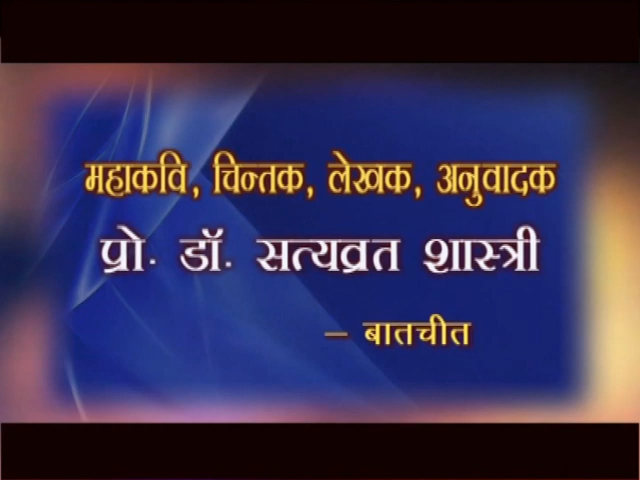 महाकवि, चिन्तक, लेखक, अनुवादक
प्रो. डॉ. सत्यव्रत शास्त्री
– बातचीत